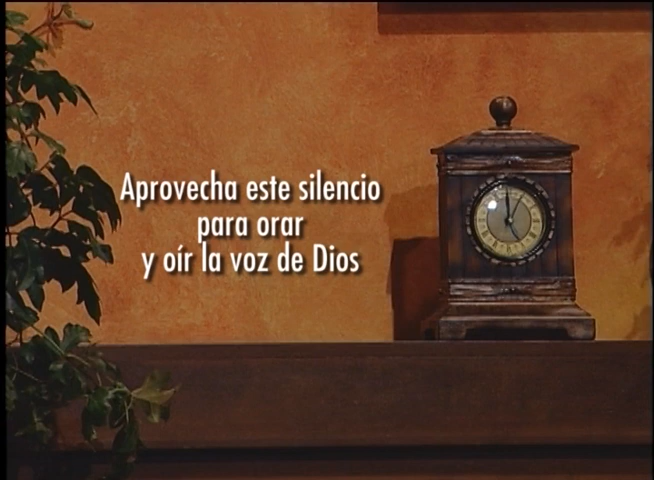 Aprovecha este silencio
para orar
y oír la voz de Dios